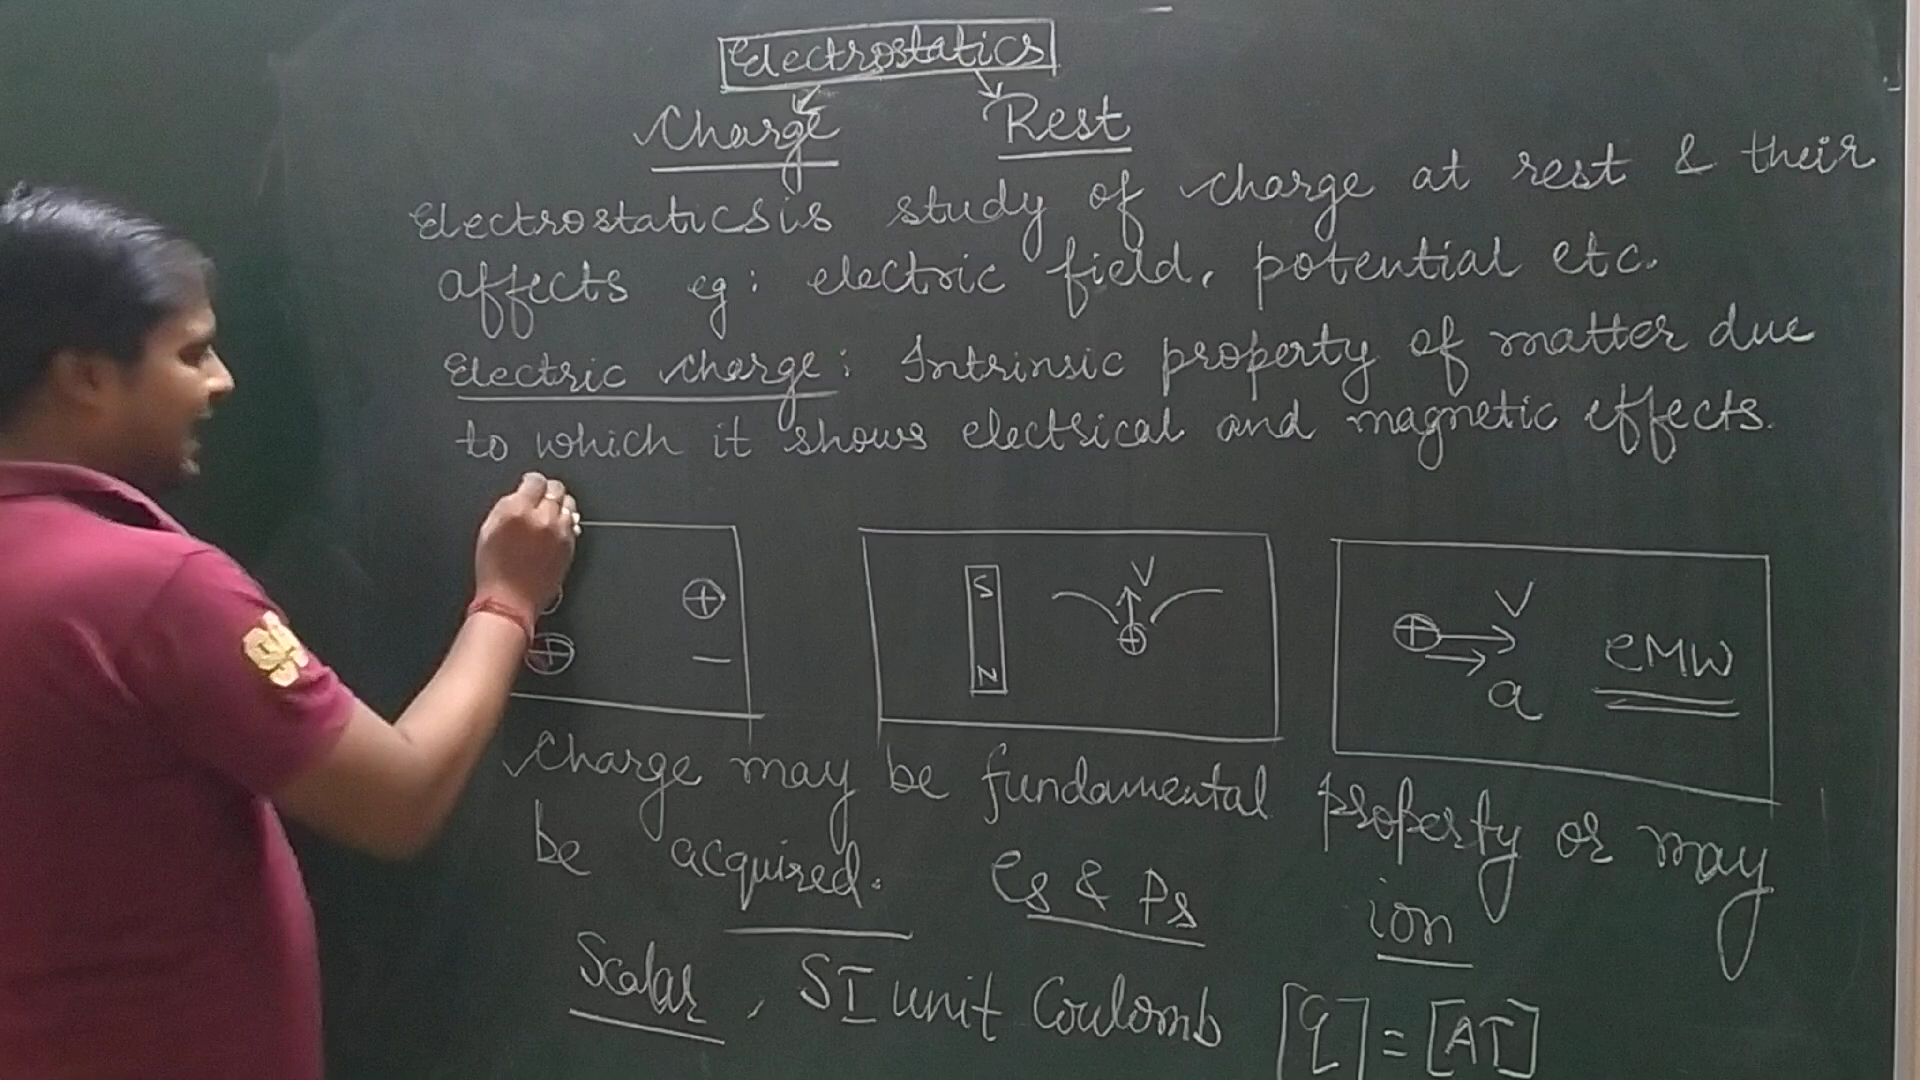 Electrostatics
Charge Rest
Electrostatics is study of charge at rest & their
affects eg: electric field, potential etc.
Electric charge: Intrinsic property of matter due
to which it shows electrical and magnetic effects.
+
+ −
S
N
V
+
+ V
a
EMW
Charge may be fundamental property or may
be acquired. es & Ps ion
Scalar, SI unit Coulomb [q] = [AT]